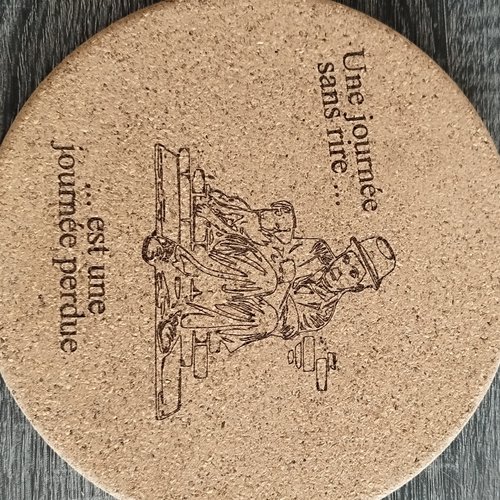 Une journée
sans rire ...
... est une
journée perdue